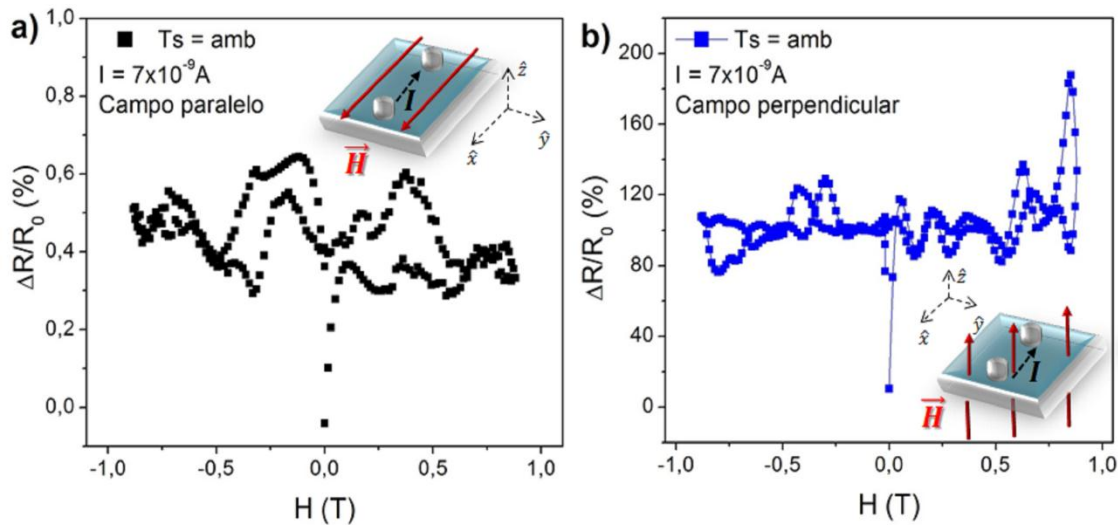 a)
Ts = amb
I = 7x10⁻⁹A
Campo paralelo
I
H
ẑ
ŷ
x̂
ΔR/R₀ (%)
1,0
0,8
0,6
0,4
0,2
0,0
-1,0 -0,5 0,0 0,5 1,0
H (T)
b)
Ts = amb
I = 7x10⁻⁹A
Campo perpendicular
ẑ
ŷ
x̂
I
H
ΔR/R₀ (%)
200
160
120
80
40
0
-1,0 -0,5 0,0 0,5 1,0
H (T)